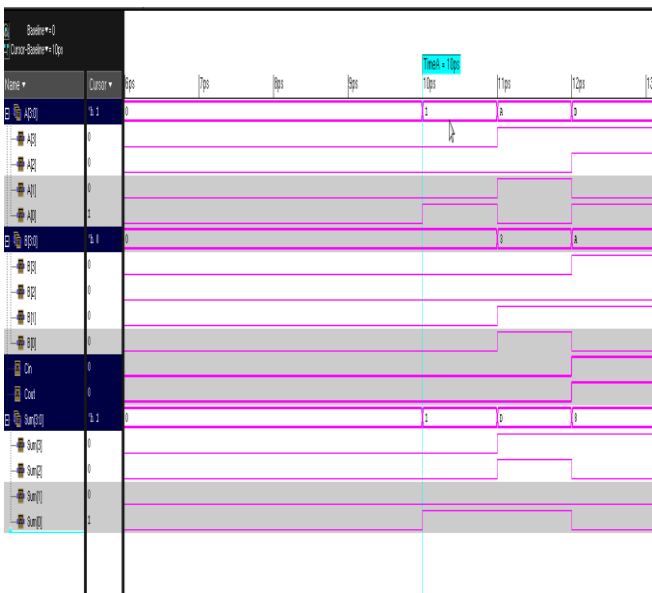 Baseline▾=0
Cursor-Baseline▾=10ps
TimeA = 10ps
Name ▾ Cursor ▾ 6ps 7ps 8ps 9ps 10ps 11ps 12ps 13
A[3:0] 'h 1 0 1 A D
A[3] 0
A[2] 0
A[1] 0
A[0] 1
B[3:0] 'h 0 0 3 A
B[3] 0
B[2] 0
B[1] 0
B[0] 0
Cin 0
Cout 0
Sum[3:0] 'h 1 0 1 D 8
Sum[3] 0
Sum[2] 0
Sum[1] 0
Sum[0] 1